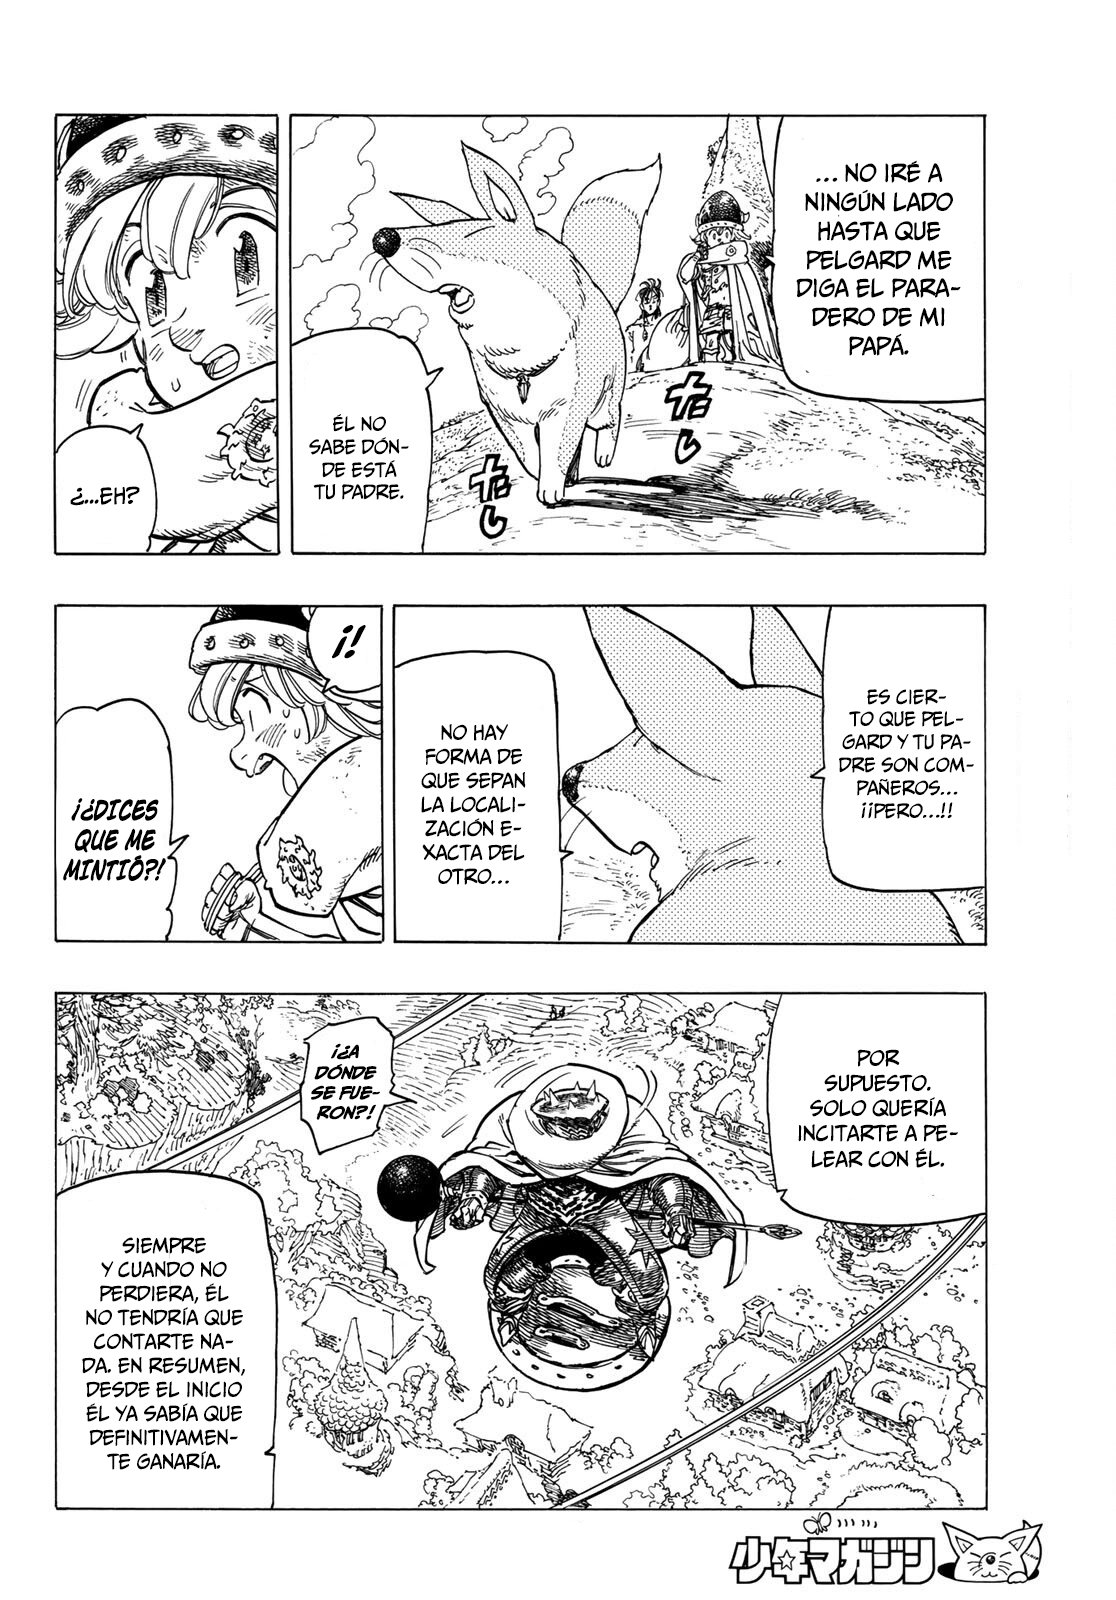 ... NO IRÉ A
NINGÚN LADO
HASTA QUE
PELGARD ME
DIGA EL PARA-
DERO DE MI
PAPÁ.
ÉL NO
SABE DÓN-
DE ESTÁ
TU PADRE.
¿...EH?
ES CIER-
TO QUE PEL-
GARD Y TU PA-
DRE SON COM-
PAÑEROS...
¡¡PERO...!!
NO HAY
FORMA DE
QUE SEPAN
LA LOCALI-
ZACIÓN E-
XACTA DEL
OTRO...
¡!
¡¿DICES
QUE ME
MINTIÓ?!
POR
SUPUESTO.
SOLO QUERÍA
INCITARTE A PE-
LEAR CON ÉL.
¡¿A
DÓNDE
SE FUE-
RON?!
SIEMPRE
Y CUANDO NO
PERDIERA, ÉL
NO TENDRÍA QUE
CONTARTE NA-
DA. EN RESUMEN,
DESDE EL INICIO
ÉL YA SABÍA QUE
DEFINITIVAMEN-
TE GANARÍA.
少年マガジン